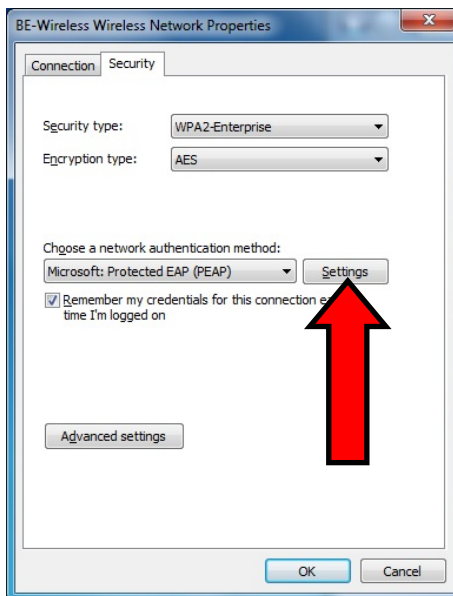 BE-Wireless Wireless Network Properties
Connection
Security
Security type:
WPA2-Enterprise
Encryption type:
AES
Choose a network authentication method:
Microsoft: Protected EAP (PEAP)
Settings
Remember my credentials for this connection
time I'm logged on
Advanced settings
OK
Cancel